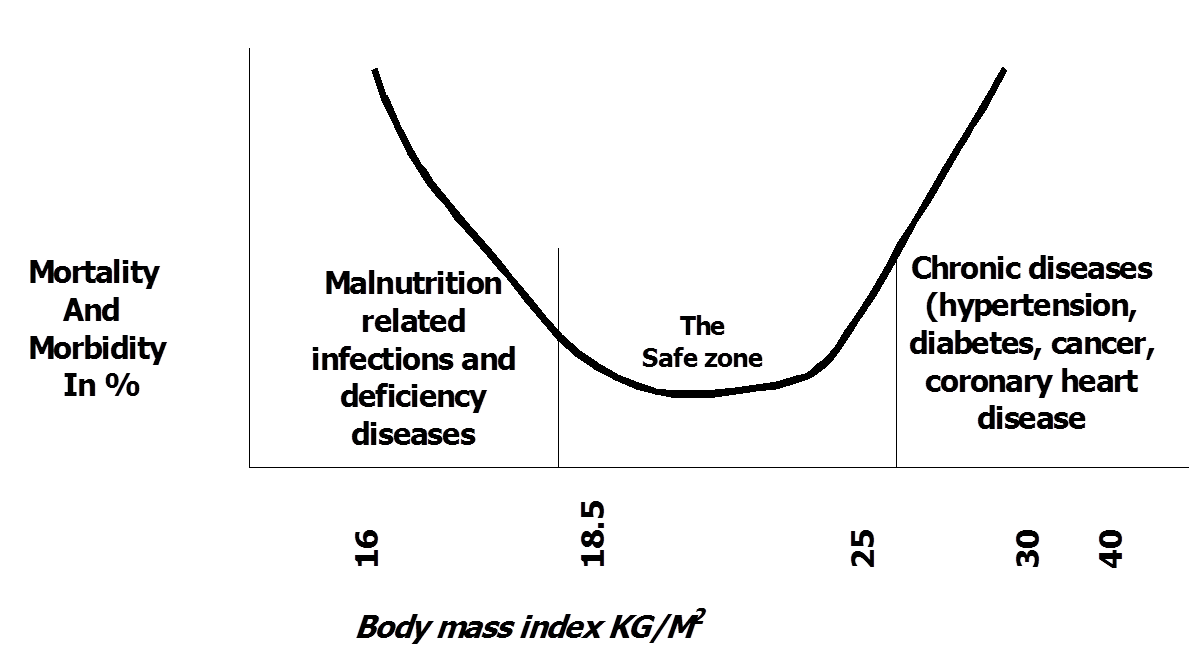 Mortality
And
Morbidity
In %
Malnutrition
related
infections and
deficiency
diseases
The
Safe zone
Chronic diseases
(hypertension,
diabetes, cancer,
coronary heart
disease
16
18.5
25
30
40
Body mass index KG/M²